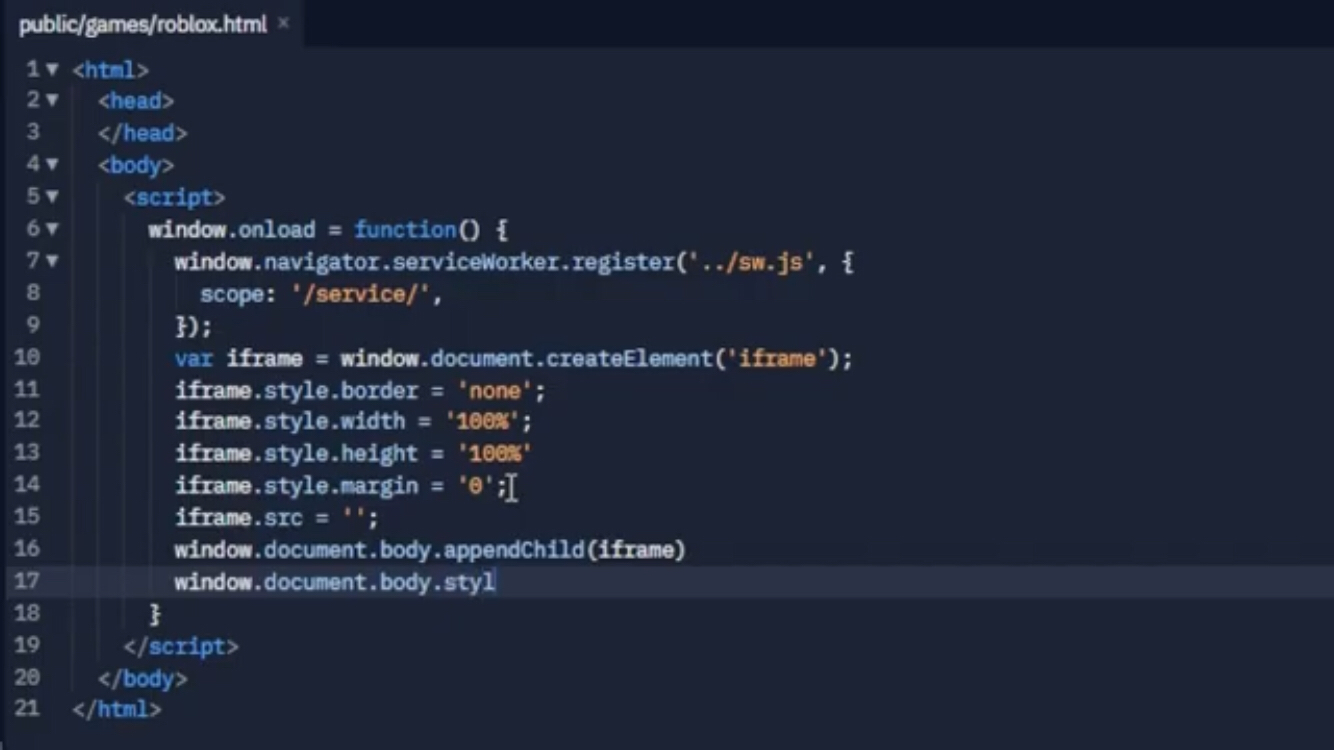 public/games/roblox.html ×
1 ▼ <html>
2 ▼ <head>
3 </head>
4 ▼ <body>
5 ▼ <script>
6 ▼ window.onload = function() {
7 ▼ window.navigator.serviceWorker.register('../sw.js', {
8 scope: '/service/',
9 });
10 var iframe = window.document.createElement('iframe');
11 iframe.style.border = 'none';
12 iframe.style.width = '100%';
13 iframe.style.height = '100%'
14 iframe.style.margin = '0';
15 iframe.src = '';
16 window.document.body.appendChild(iframe)
17 window.document.body.styl
18 }
19 </script>
20 </body>
21 </html>